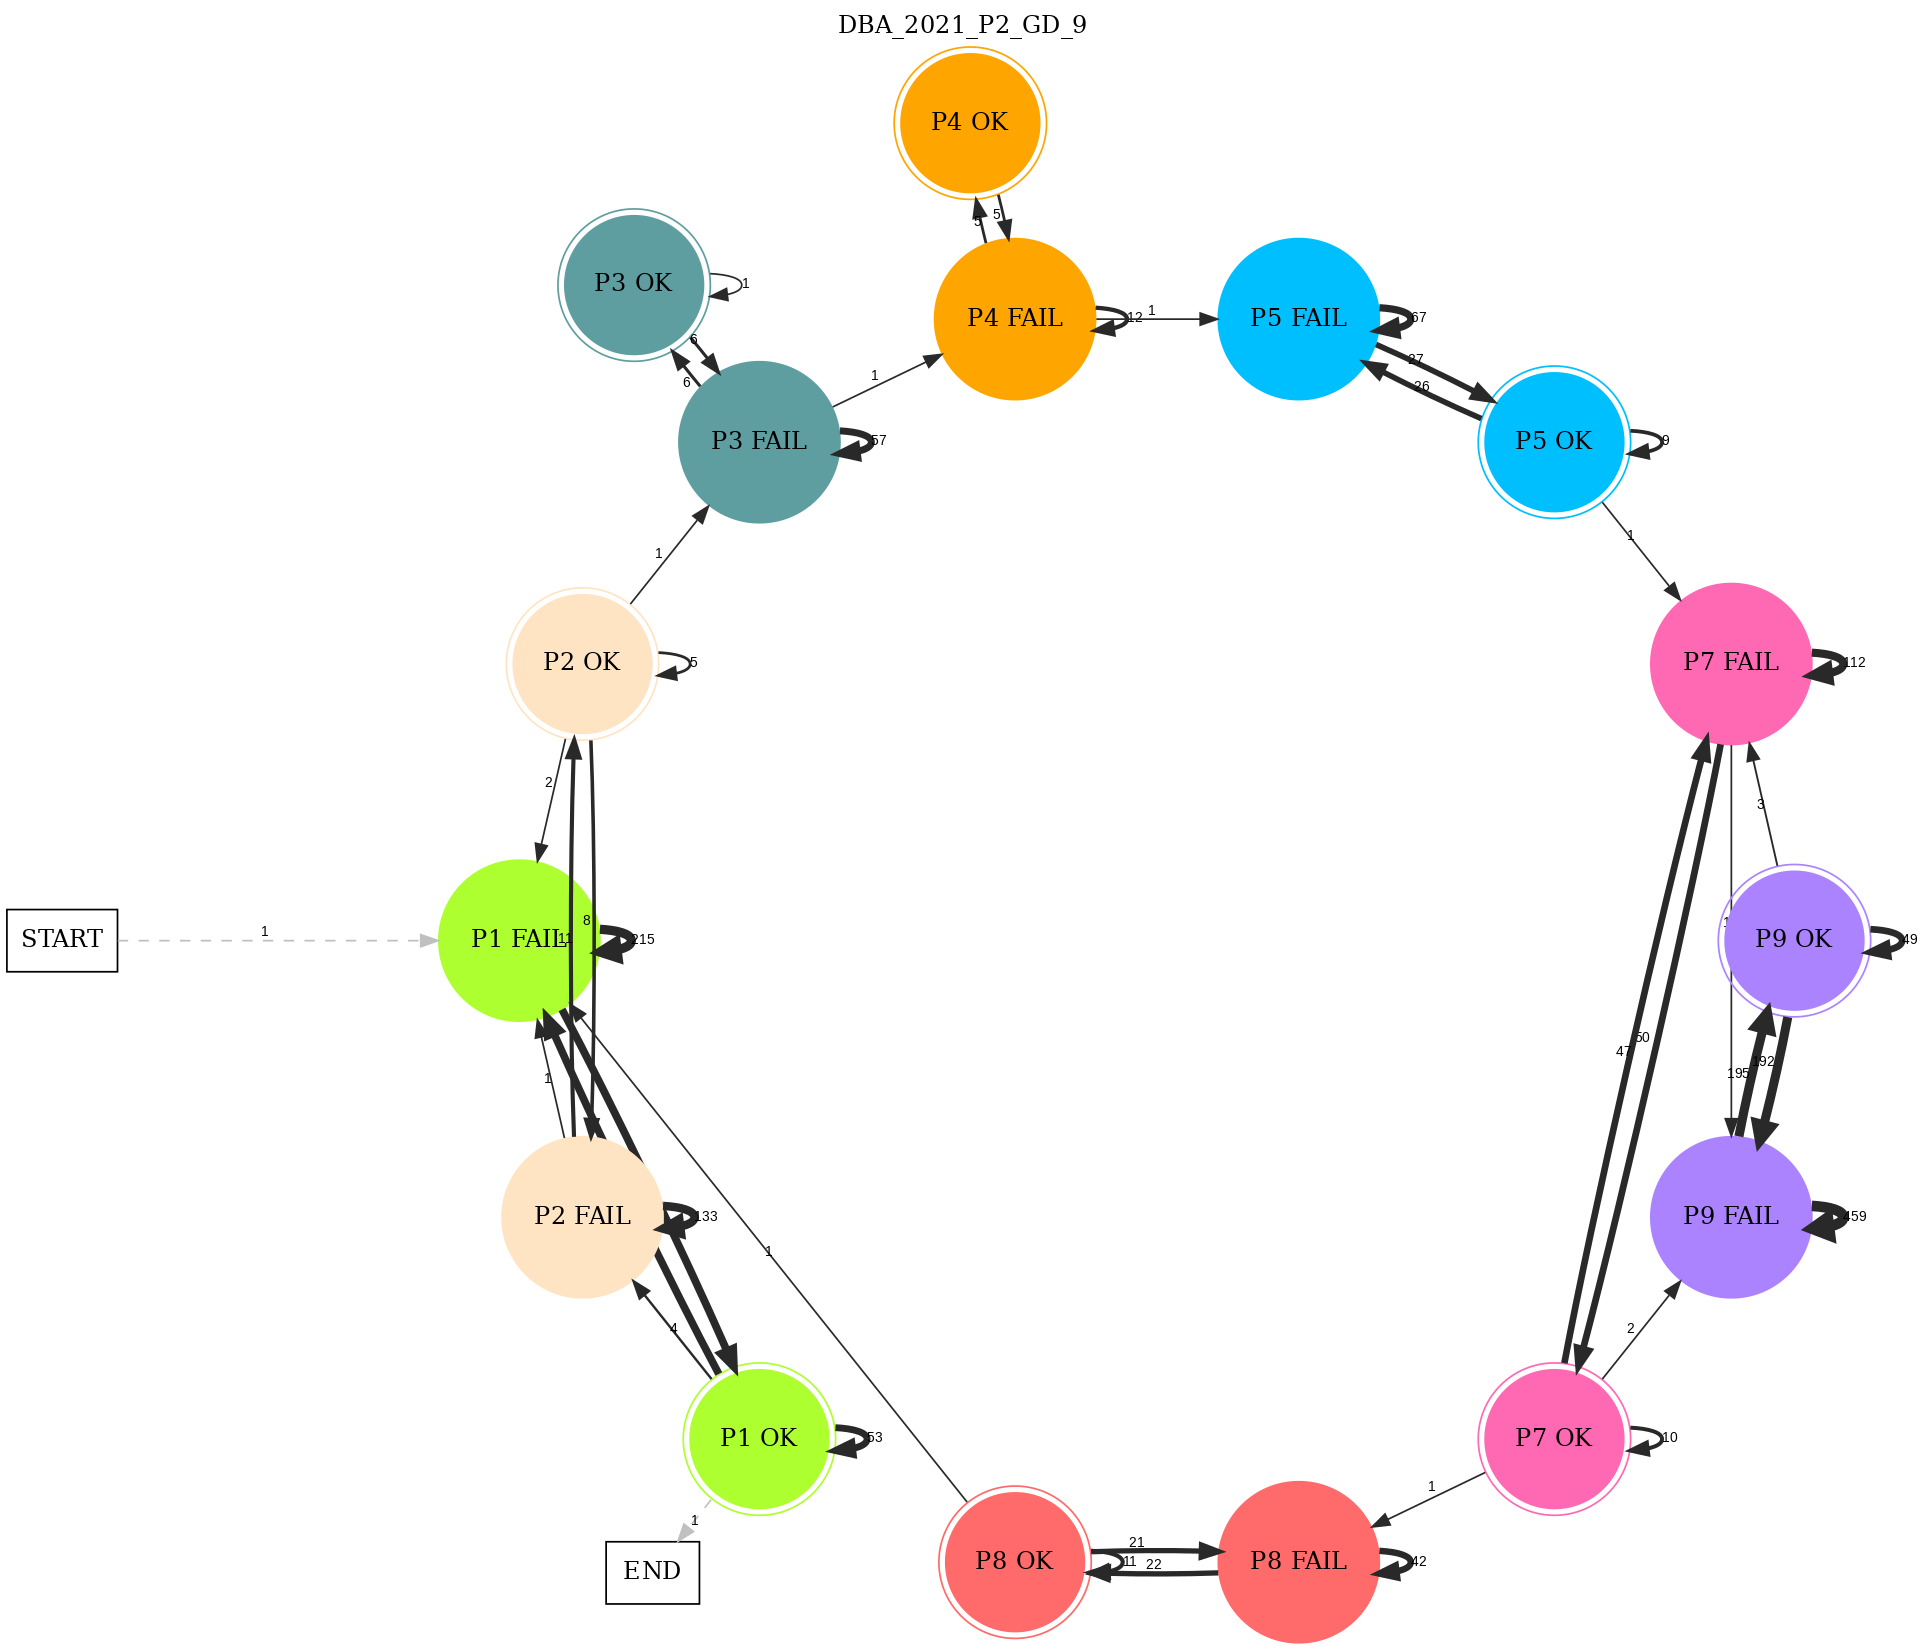 DBA_2021_P2_GD_9
P4 OK
5
5
P3 OK
1
P4 FAIL
12
1
P5 FAIL
67
6
6
1
27
26
P3 FAIL
57
P5 OK
9
1
1
P2 OK
5
P7 FAIL
112
2
3
8
11
START
1
P1 FAIL
215
1
P9 OK
49
47
50
195
192
1
P2 FAIL
133
P9 FAIL
459
1
4
2
P1 OK
53
P7 OK
10
1
1
END
P8 OK
11
21
22
P8 FAIL
42